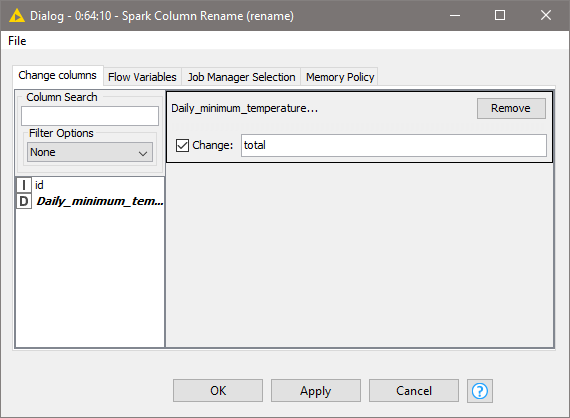 Dialog - 0:64:10 - Spark Column Rename (rename)
File
Change columns Flow Variables Job Manager Selection Memory Policy
Column Search
Filter Options
None
I id
D Daily_minimum_tem...
Daily_minimum_temperature... Remove
Change: total
OK Apply Cancel ?